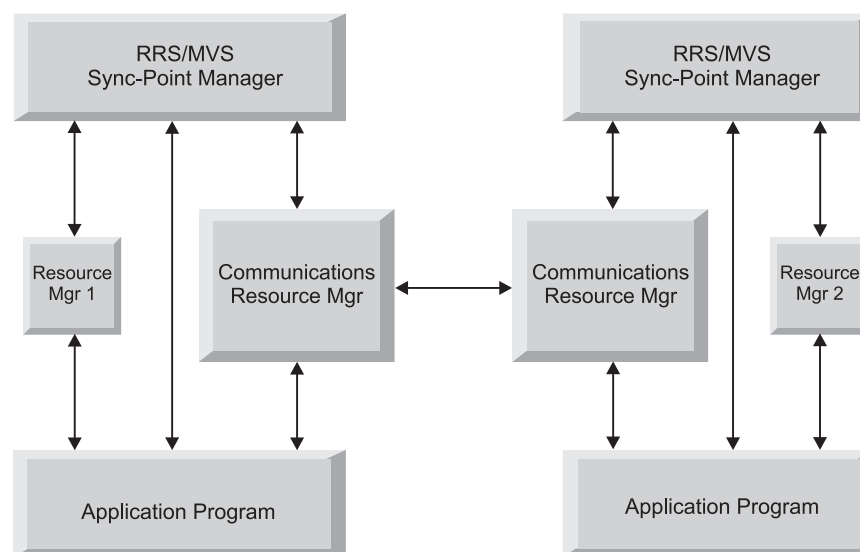 RRS/MVS
Sync-Point Manager
RRS/MVS
Sync-Point Manager
Resource
Mgr 1
Communications
Resource Mgr
Communications
Resource Mgr
Resource
Mgr 2
Application Program
Application Program